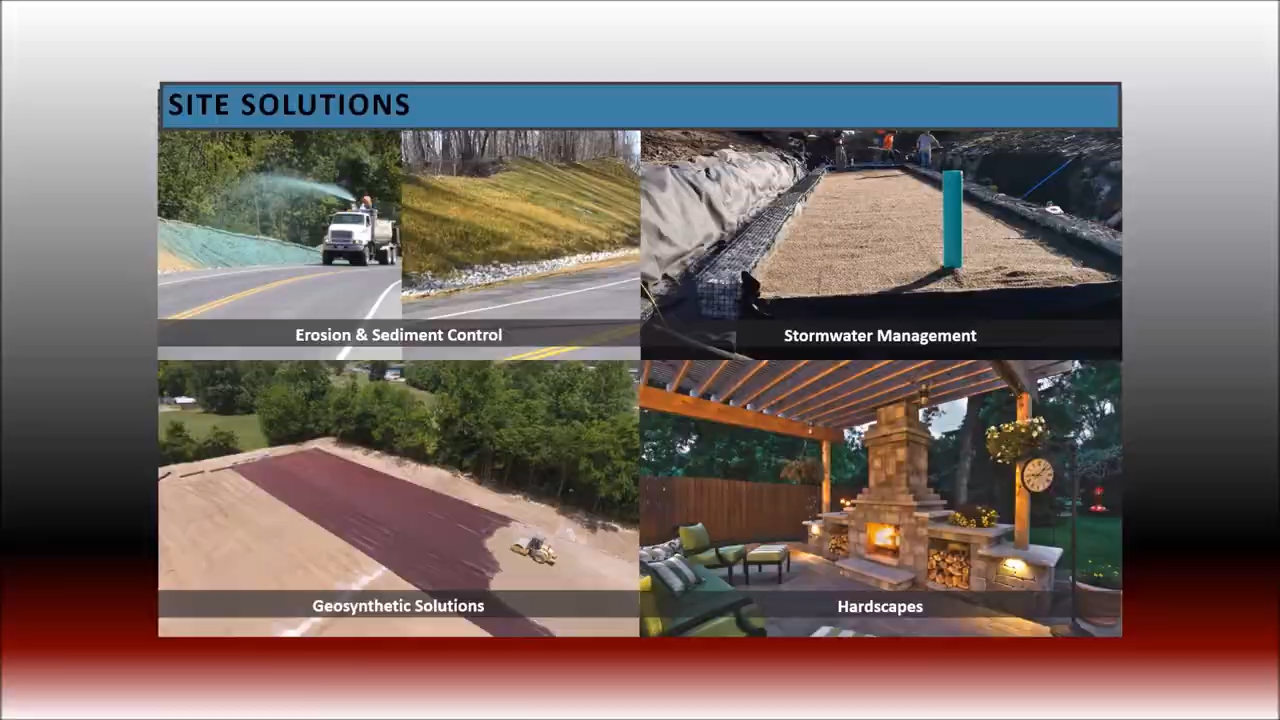 SITE SOLUTIONS
Erosion & Sediment Control
Stormwater Management
Geosynthetic Solutions
Hardscapes